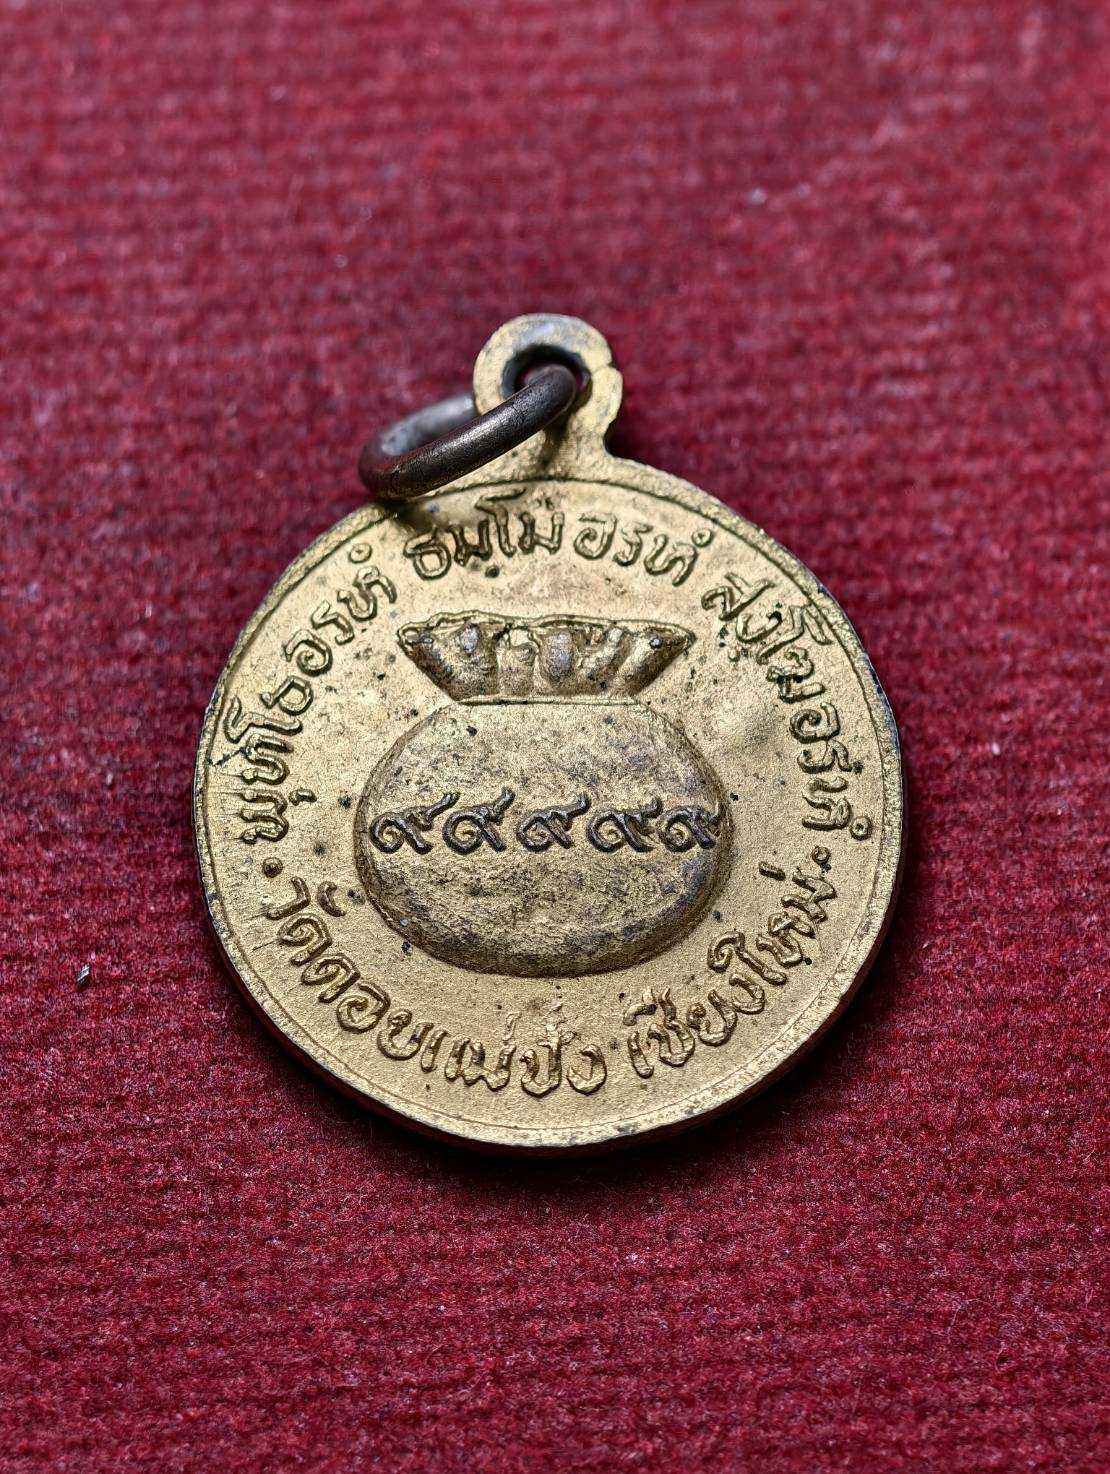 พุทโธอรหํ ธมฺโมอรหํ สงฺโฆอรหํ
๙๙๙๙๙
วัดดอยแม่ปั๋ง เชียงใหม่